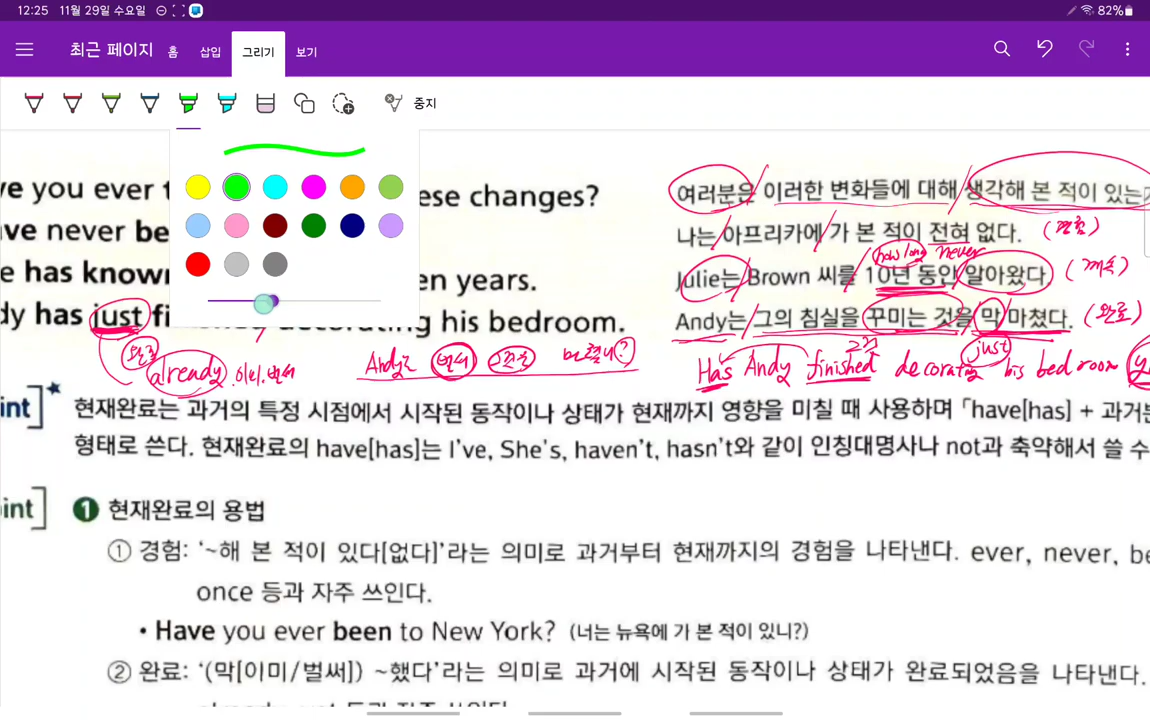 12:25 11월 29일 수요일 82%
최근 페이지 홈 삽입 그리기 보기
중지
ve you ever t ese changes? 여러분은 이러한 변화들에 대해 생각해 본 적이 있는
ve never be 나는 아프리카에 가 본 적이 전혀 없다. (경험)
how long never
e has known en years. Julie는 Brown 씨를 10년 동안 알아왔다. (계속)
dy has just fi decorating his bedroom. Andy는 그의 침실을 꾸미는 것을 막 마쳤다. (완료)
완료 already 이미.벌써 Andy는 벌써
Has Andy finished decorating just his bedroom
int] 현재완료는 과거의 특정 시점에서 시작된 동작이나 상태가 현재까지 영향을 미칠 때 사용하며 「have[has] + 과거분
형태로 쓴다. 현재완료의 have[has]는 I've, She's, haven't, hasn't와 같이 인칭대명사나 not과 축약해서 쓸 수
int] 1 현재완료의 용법
① 경험: ‘~해 본 적이 있다[없다]’라는 의미로 과거부터 현재까지의 경험을 나타낸다. ever, never, be
once 등과 자주 쓰인다.
• Have you ever been to New York? (너는 뉴욕에 가 본 적이 있니?)
② 완료: ‘(막[이미/벌써]) ~했다’라는 의미로 과거에 시작된 동작이나 상태가 완료되었음을 나타낸다.